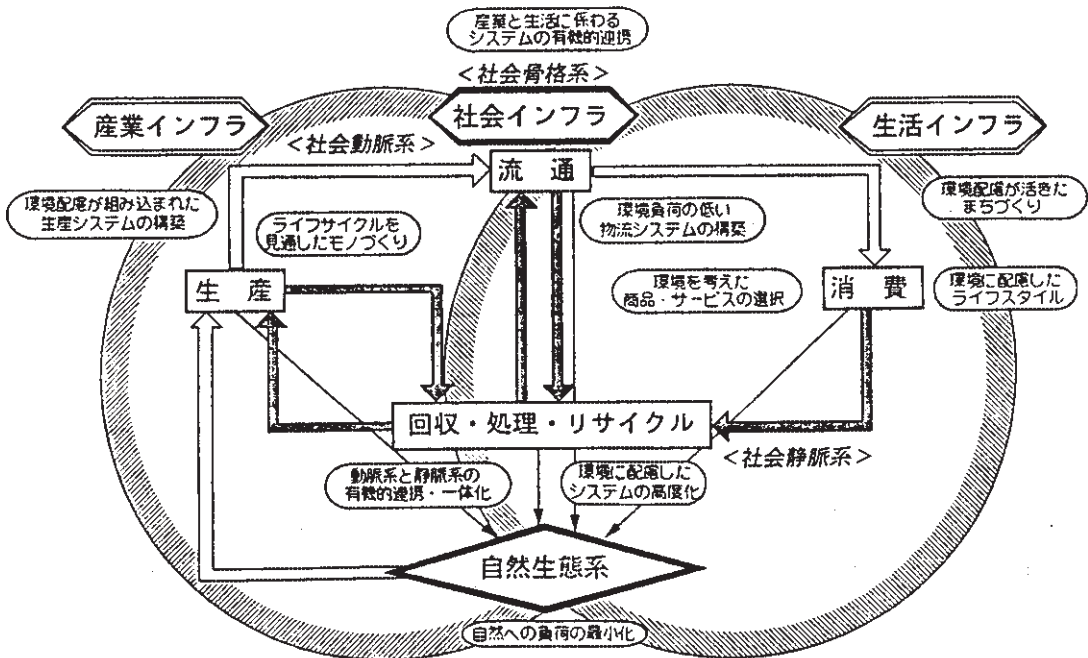 産業と生活に係わる
システムの有機的連携
<社会骨格系>
産業インフラ
社会インフラ
生活インフラ
<社会動脈系>
流 通
環境配慮が組み込まれた
生産システムの構築
ライフサイクルを
見通したモノづくり
環境負荷の低い
物流システムの構築
環境配慮が活きた
まちづくり
生 産
環境を考えた
商品・サービスの選択
消 費
環境に配慮した
ライフスタイル
回収・処理・リサイクル
<社会静脈系>
動脈系と静脈系の
有機的連携・一体化
環境に配慮した
システムの高度化
自然生態系
自然への負荷の最小化